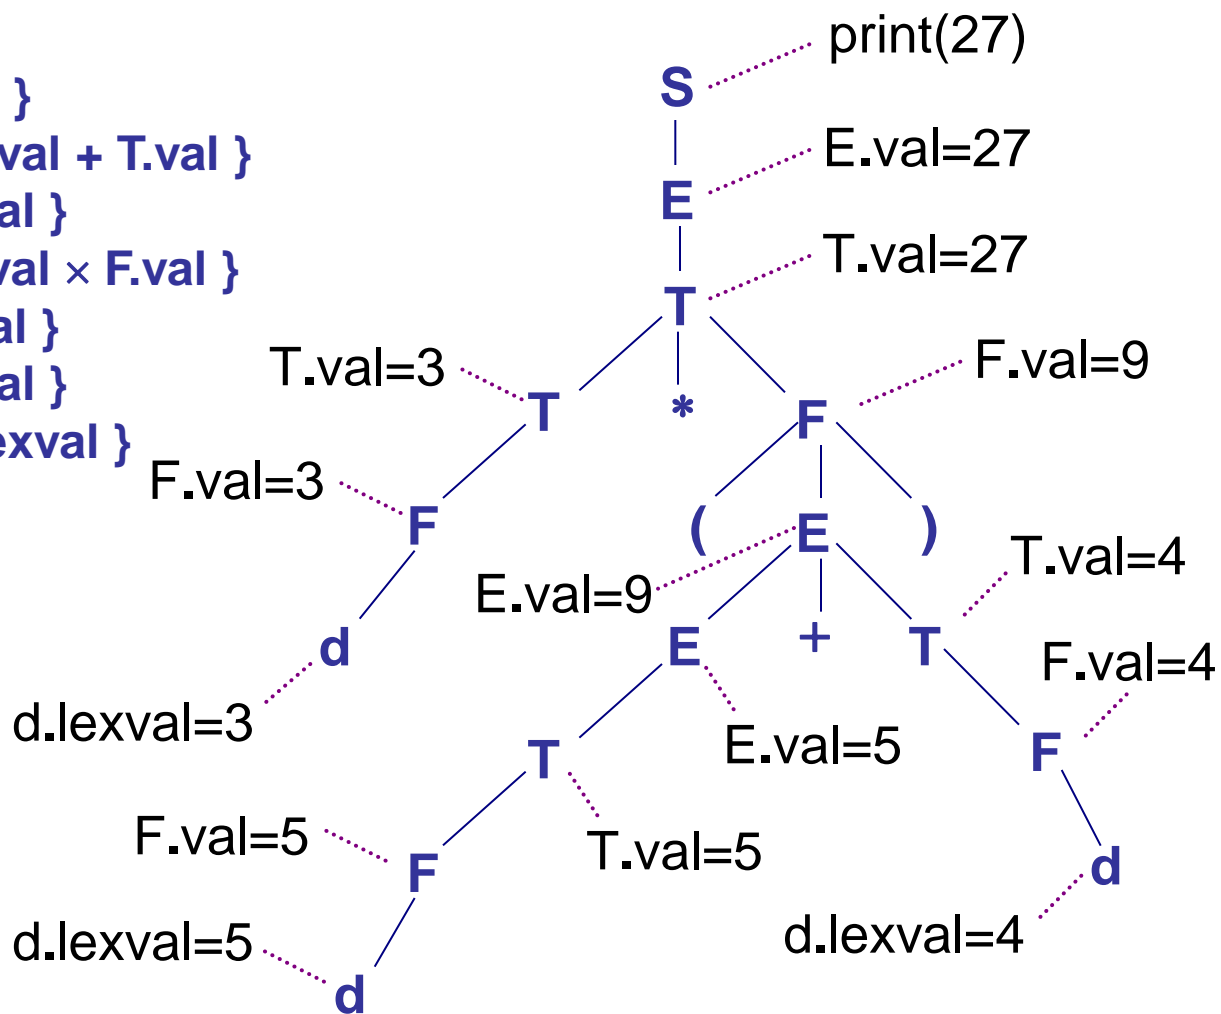 print(27)
S
}
E.val=27
val + T.val }
E
al }
T.val=27
val × F.val }
T
al }
T.val=3
F.val=9
al }
T
*
F
exval }
F.val=3
F
(
E
)
T.val=4
E.val=9
d
E
+
T
F.val=4
d.lexval=3
E.val=5
T
F
F.val=5
T.val=5
F
d
d.lexval=5
d.lexval=4
d